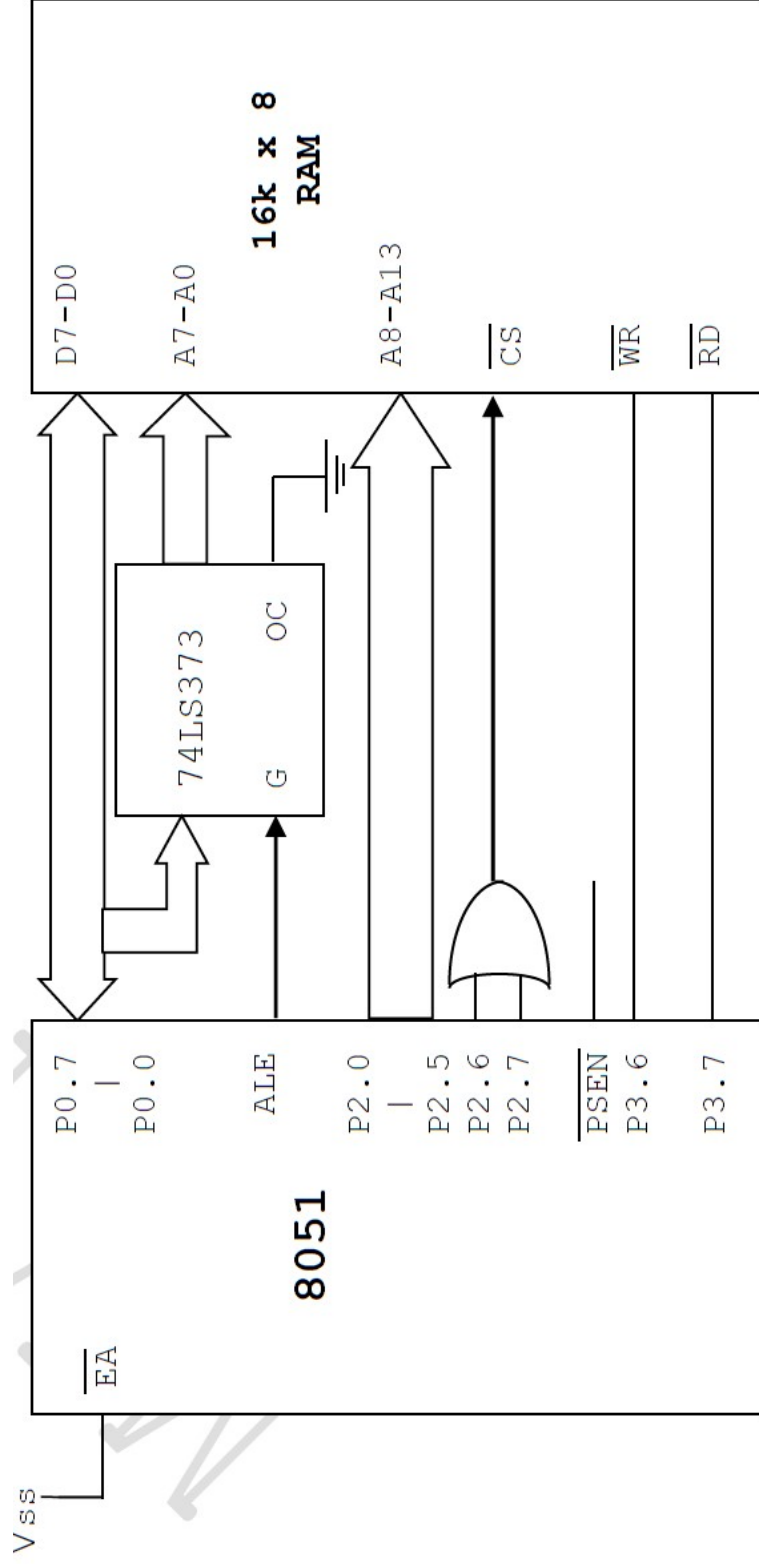 Vss
EA
8051
P0.7
|
P0.0
ALE
P2.0
|
P2.5
P2.6
P2.7
PSEN
P3.6
P3.7
74LS373
G OC
D7-D0
A7-A0
16k x 8
RAM
A8-A13
CS
WR
RD